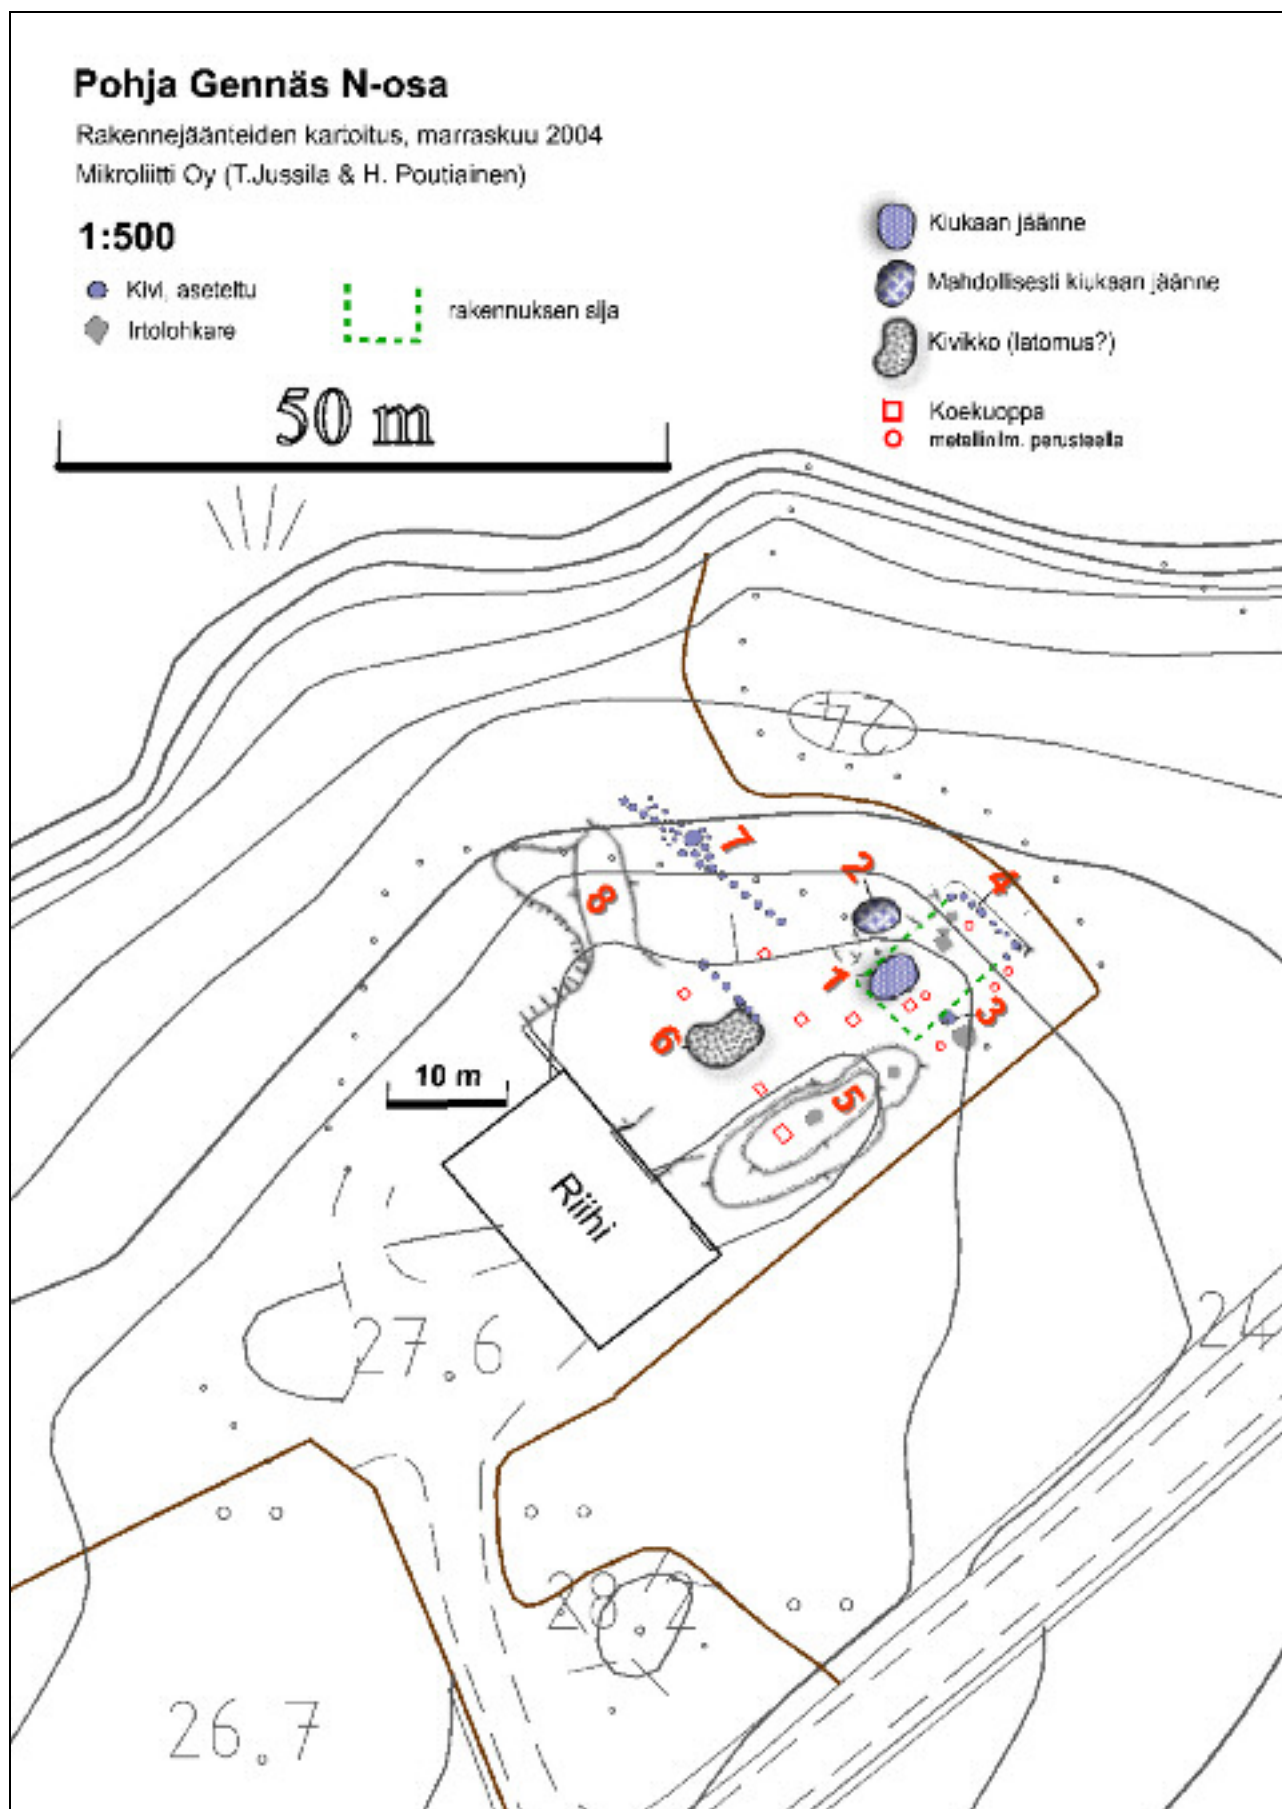 Pohja Gennäs N-osa
Rakennejäänteiden kartoitus, marraskuu 2004
Mikroliitti Oy (T.Jussila & H. Poutiainen)
1:500
Kivi, aseteltu
Irtolohkare
rakennuksen sija
Kiukaan jäänne
Mahdollisesti kiukaan jäänne
Kivikko (latomus?)
Koekuoppa
metallinilm. perusteella
50 m
24
7
2
4
8
1
3
6
10 m
5
Riihi
27.6
24
28 2
26.7